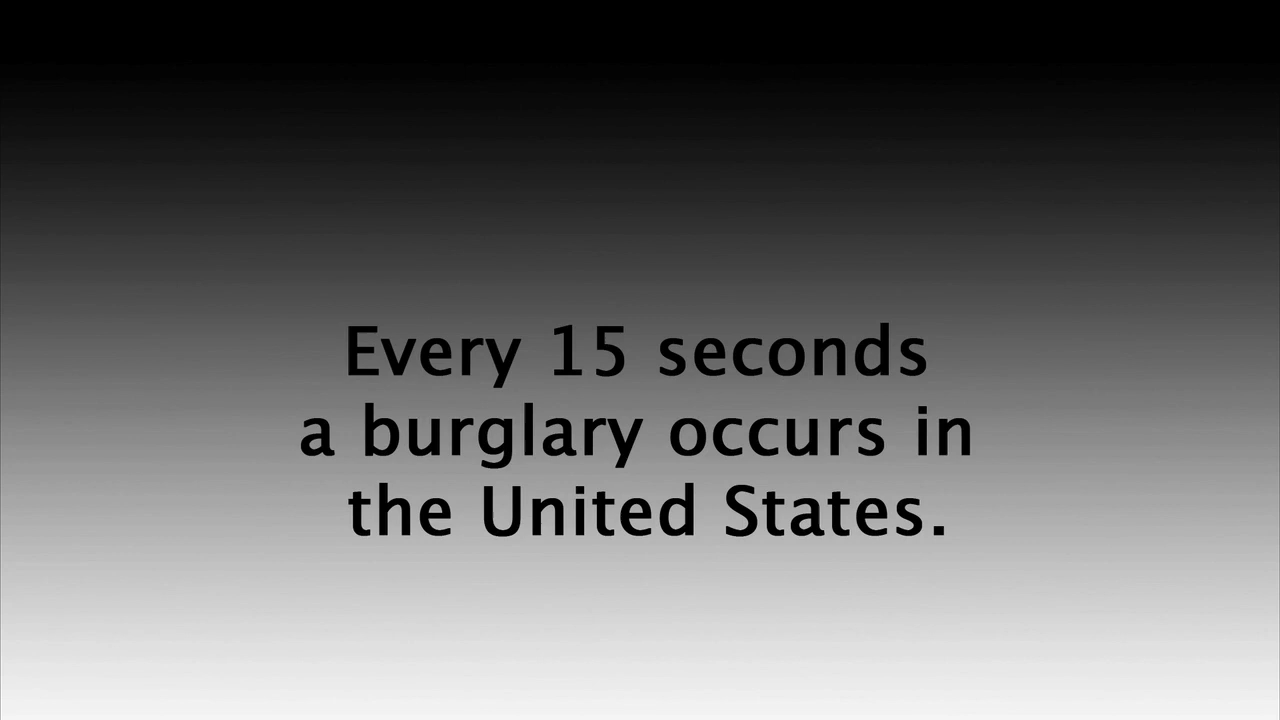 Every 15 seconds
a burglary occurs in
the United States.